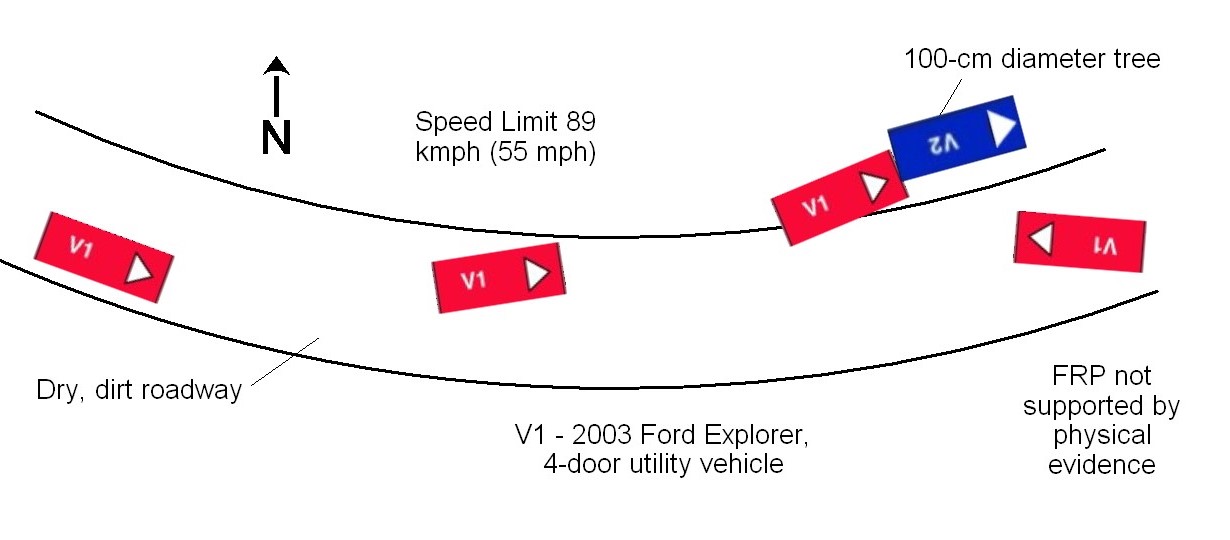 100-cm diameter tree
Speed Limit 89
kmph (55 mph)
N
V2
V1
V1
V1
V1
Dry, dirt roadway
FRP not
supported by
physical
evidence
V1 - 2003 Ford Explorer,
4-door utility vehicle